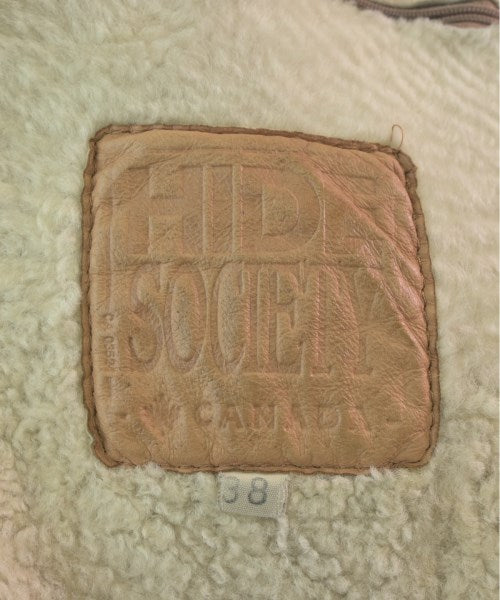 HIDE
SOCIETY
- CANADA -
38